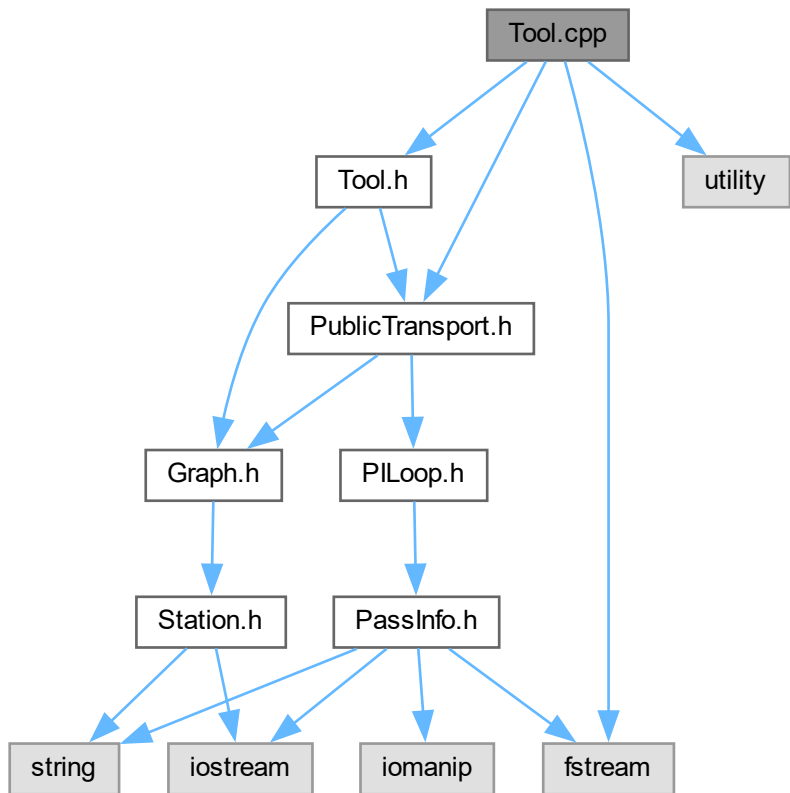 Tool.cpp
Tool.h
utility
PublicTransport.h
Graph.h
PILoop.h
Station.h
PassInfo.h
string
iostream
iomanip
fstream